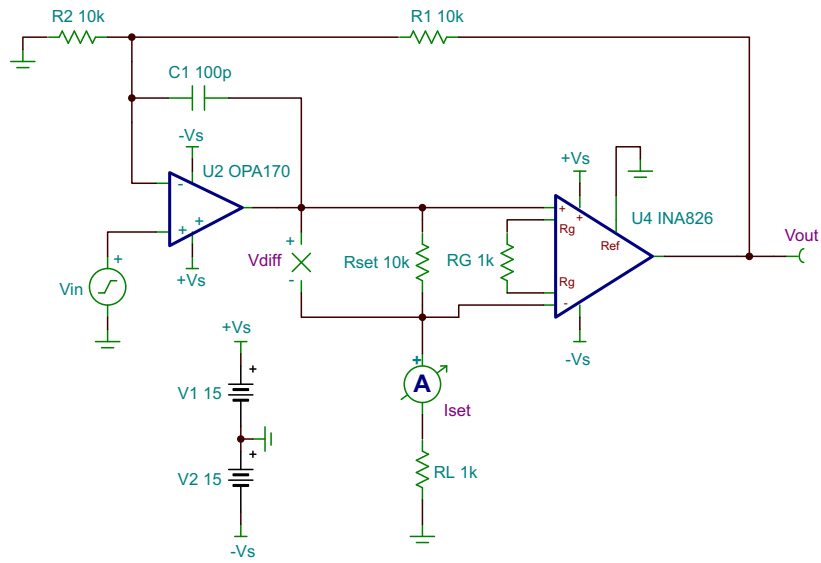 R2 10k
R1 10k
C1 100p
-Vs
U2 OPA170
-
+
+
+Vs
Vin
+
Vdiff
+
-
Rset 10k
RG 1k
+Vs
U4 INA826
+
+
Rg
Rg
-
Ref
-Vs
Vout
+Vs
V1 15
+
V2 15
+
-Vs
+
A
Iset
RL 1k